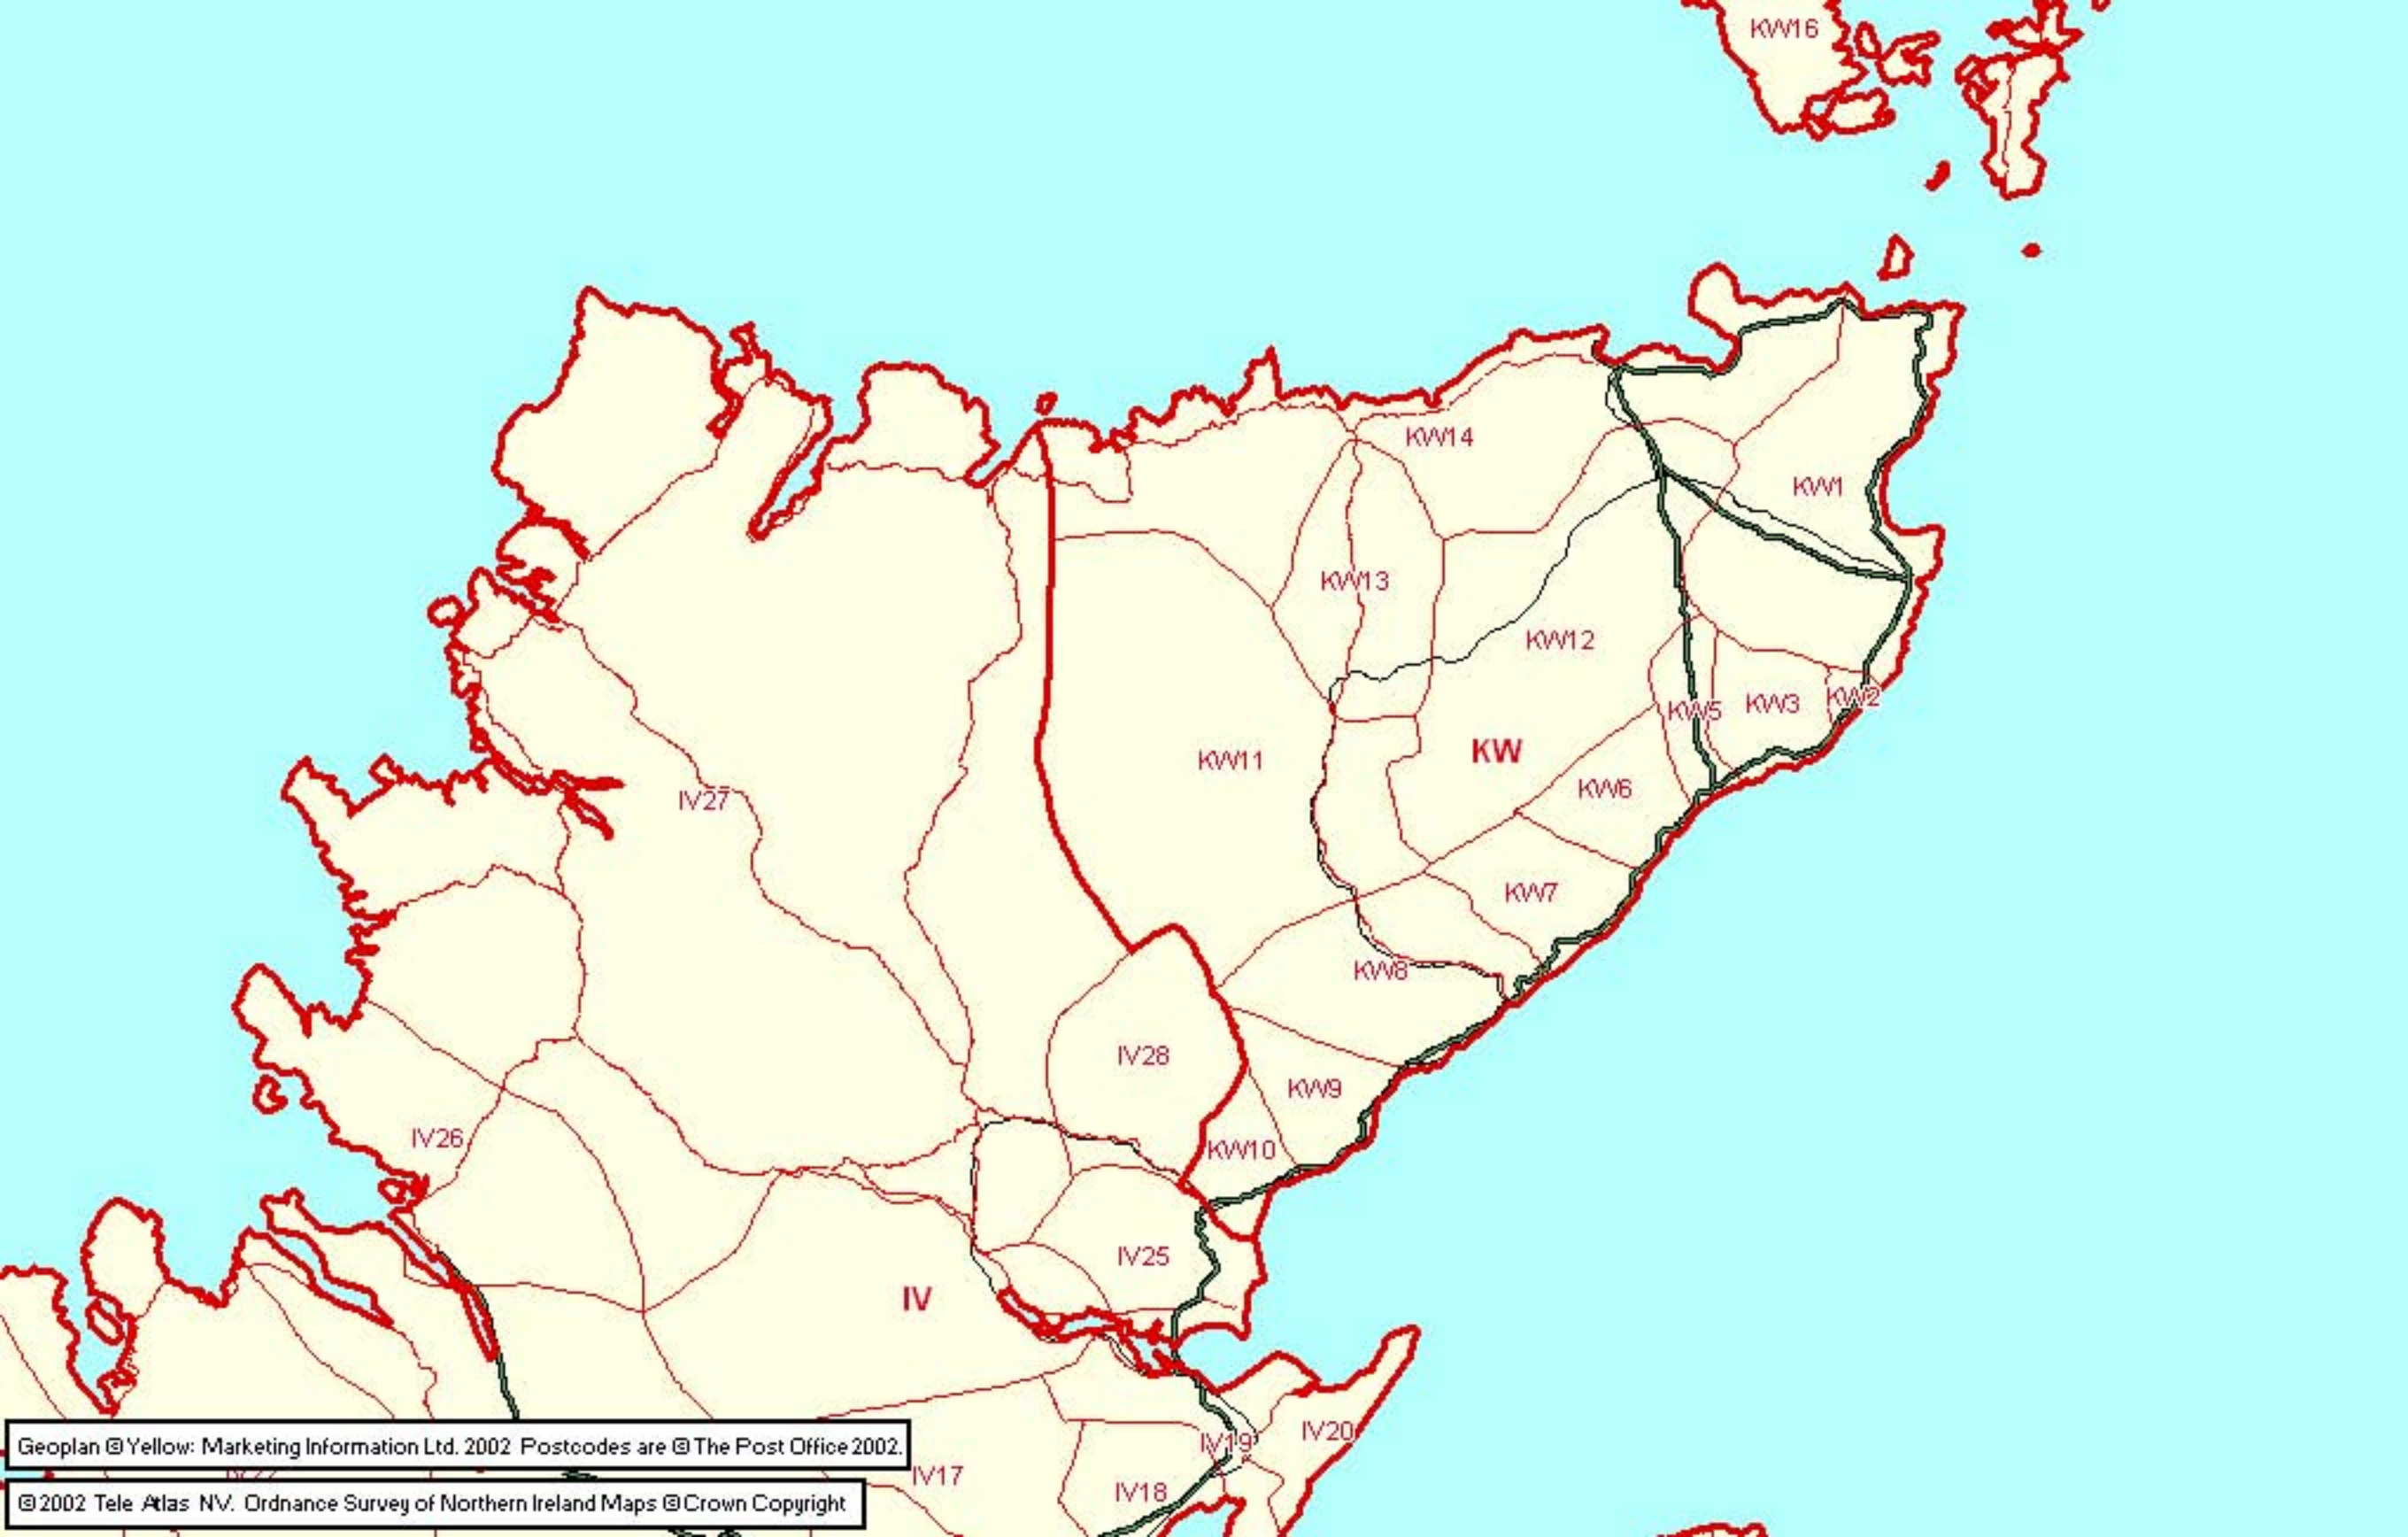 KW16
KW14
KW1
KW13
KW12
KW5
KW3
KW2
KW
KW11
KW6
IV27
KW7
KW8
IV28
KW9
IV26
KW10
IV25
IV
IV20
IV19
IV17
IV18
Geoplan © Yellow: Marketing Information Ltd. 2002 Postcodes are © The Post Office 2002.
©2002 Tele Atlas NV. Ordnance Survey of Northern Ireland Maps ©Crown Copyright